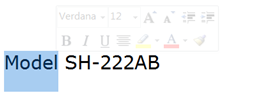 Verdana 12 A A
B I U A
Model SH-222AB